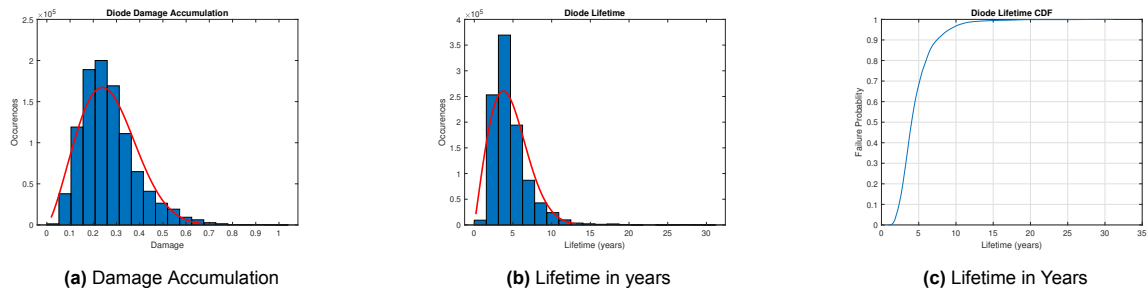 Diode Damage Accumulation
×10^5
2.5
2
1.5
1
0.5
0
Occurences
0 0.1 0.2 0.3 0.4 0.5 0.6 0.7 0.8 0.9 1
Damage
(a) Damage Accumulation
Diode Lifetime
×10^5
4
3.5
3
2.5
2
1.5
1
0.5
0
Occurences
0 5 10 15 20 25 30
Lifetime (years)
(b) Lifetime in years
Diode Lifetime CDF
1
0.9
0.8
0.7
0.6
0.5
0.4
0.3
0.2
0.1
0
Failure Probablity
0 5 10 15 20 25 30 35
Lifetime (years)
(c) Lifetime in Years